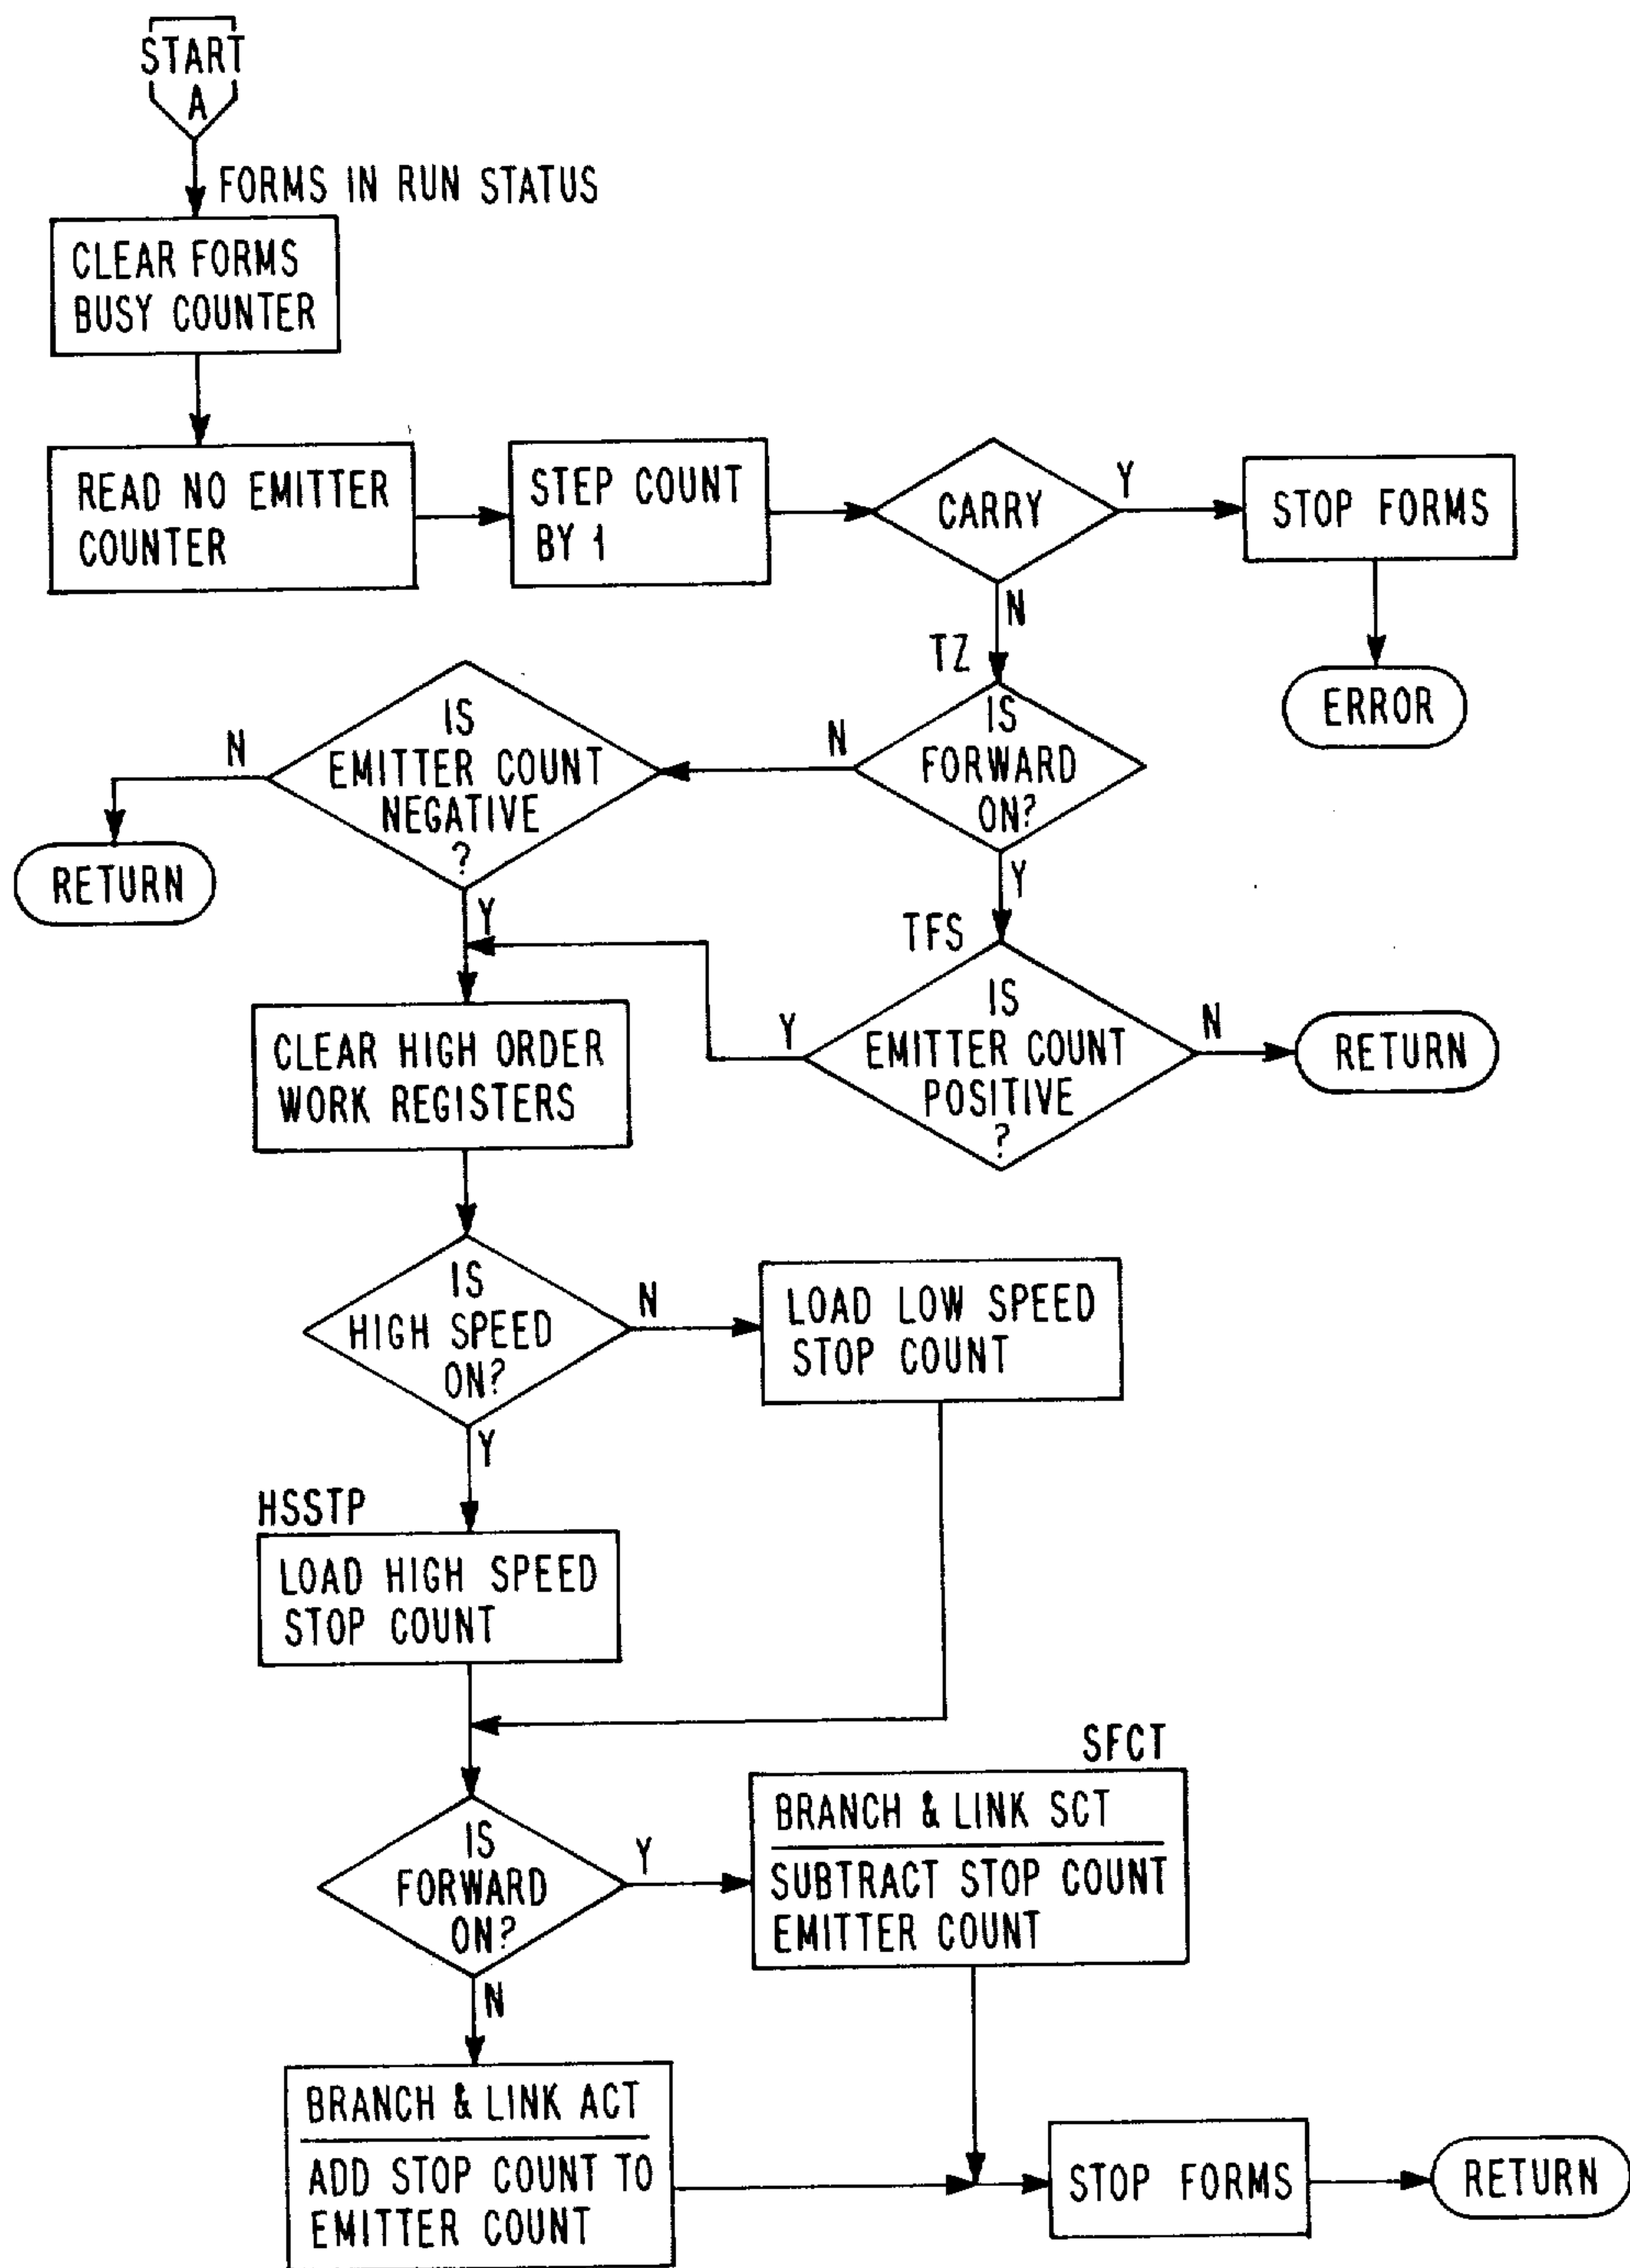 START
A
FORMS IN RUN STATUS
CLEAR FORMS
BUSY COUNTER
READ NO EMITTER
COUNTER
STEP COUNT
BY 1
CARRY
Y
STOP FORMS
N
ERROR
TZ
IS
FORWARD
ON?
N
IS
EMITTER COUNT
NEGATIVE
?
N
RETURN
Y
Y
TFS
IS
EMITTER COUNT
POSITIVE
?
N
RETURN
Y
CLEAR HIGH ORDER
WORK REGISTERS
IS
HIGH SPEED
ON?
N
LOAD LOW SPEED
STOP COUNT
Y
HSSTP
LOAD HIGH SPEED
STOP COUNT
IS
FORWARD
ON?
Y
SFCT
BRANCH & LINK SCT
SUBTRACT STOP COUNT
EMITTER COUNT
N
BRANCH & LINK ACT
ADD STOP COUNT TO
EMITTER COUNT
STOP FORMS
RETURN